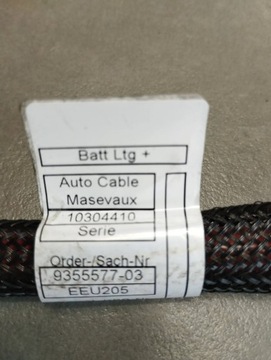 Batt Ltg +
Auto Cable
Masevaux
10304410
Serie
Order-/Sach-Nr
9355577-03
EEU205